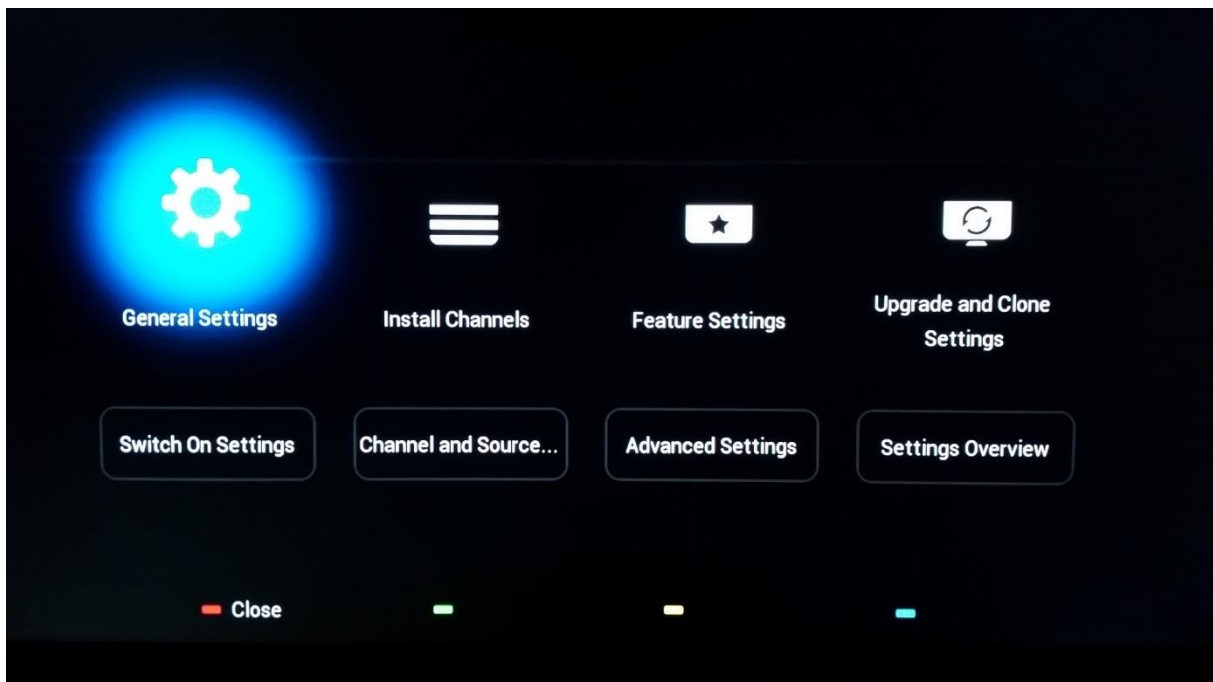 General Settings
Install Channels
Feature Settings
Upgrade and Clone
Settings
Switch On Settings
Channel and Source...
Advanced Settings
Settings Overview
Close